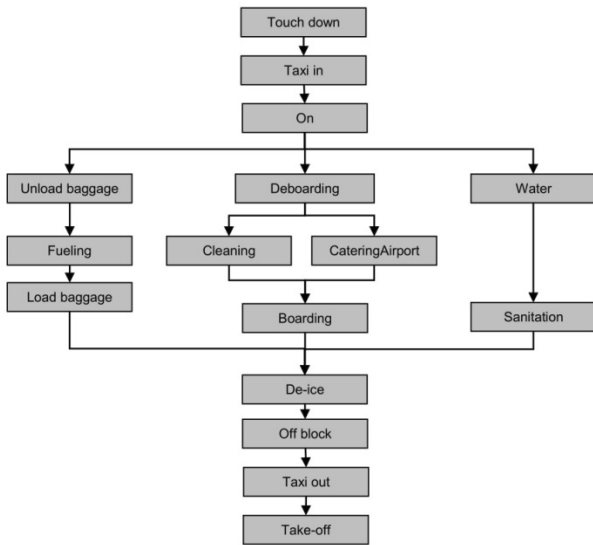 Touch down
Taxi in
On
Unload baggage
Deboarding
Water
Fueling
Cleaning
CateringAirport
Load baggage
Boarding
Sanitation
De-ice
Off block
Taxi out
Take-off